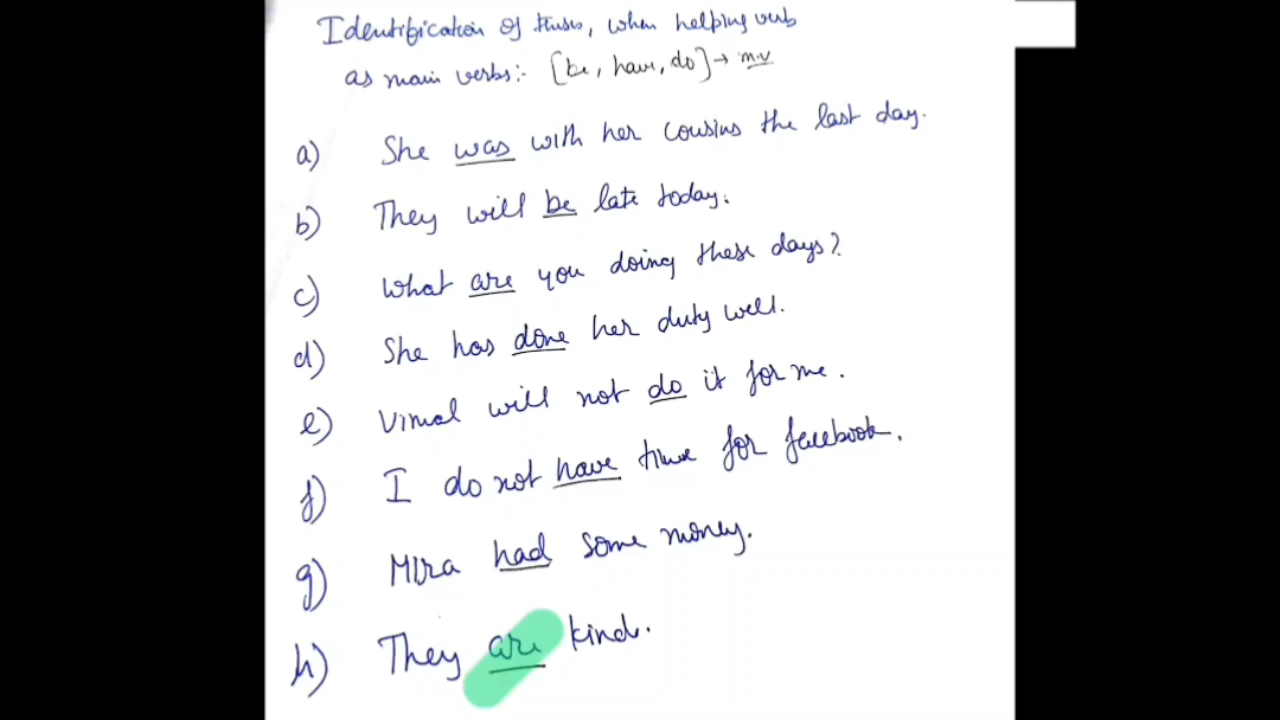 Identification of tenses, when helping verb
as main verbs:- [be, have, do] → m.v
a) She was with her cousins the last day.
b) They will be late today.
c) What are you doing these days?
d) She has done her duty well.
e) Vimal will not do it for me.
f) I do not have time for facebook.
g) Mira had some money.
h) They are kind.